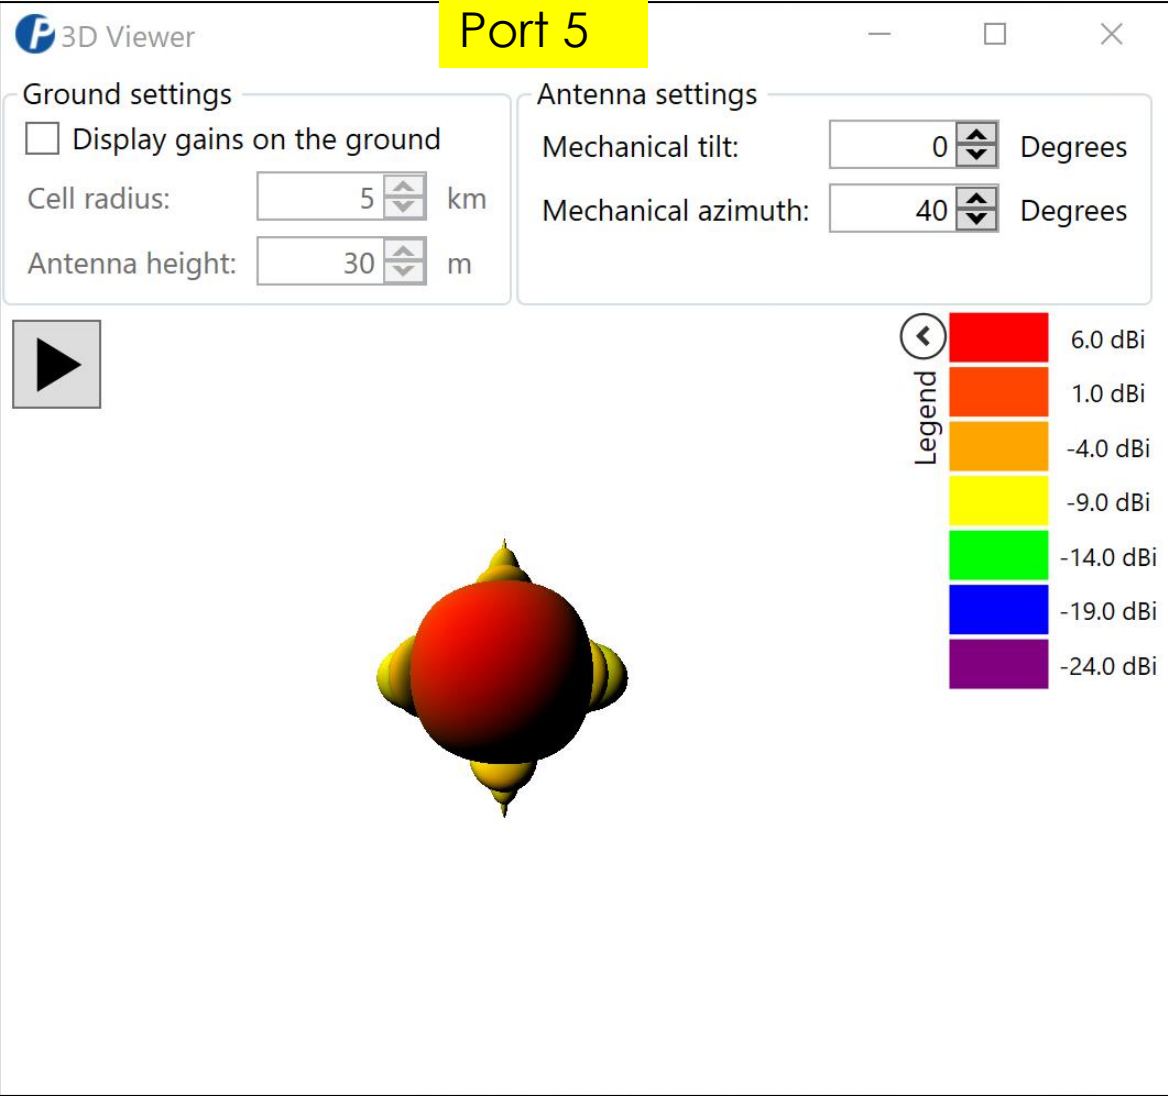 P 3D Viewer
Port 5
Ground settings
Display gains on the ground
Cell radius: 5 km
Antenna height: 30 m
Antenna settings
Mechanical tilt: 0 Degrees
Mechanical azimuth: 40 Degrees
Legend
6.0 dBi
1.0 dBi
-4.0 dBi
-9.0 dBi
-14.0 dBi
-19.0 dBi
-24.0 dBi